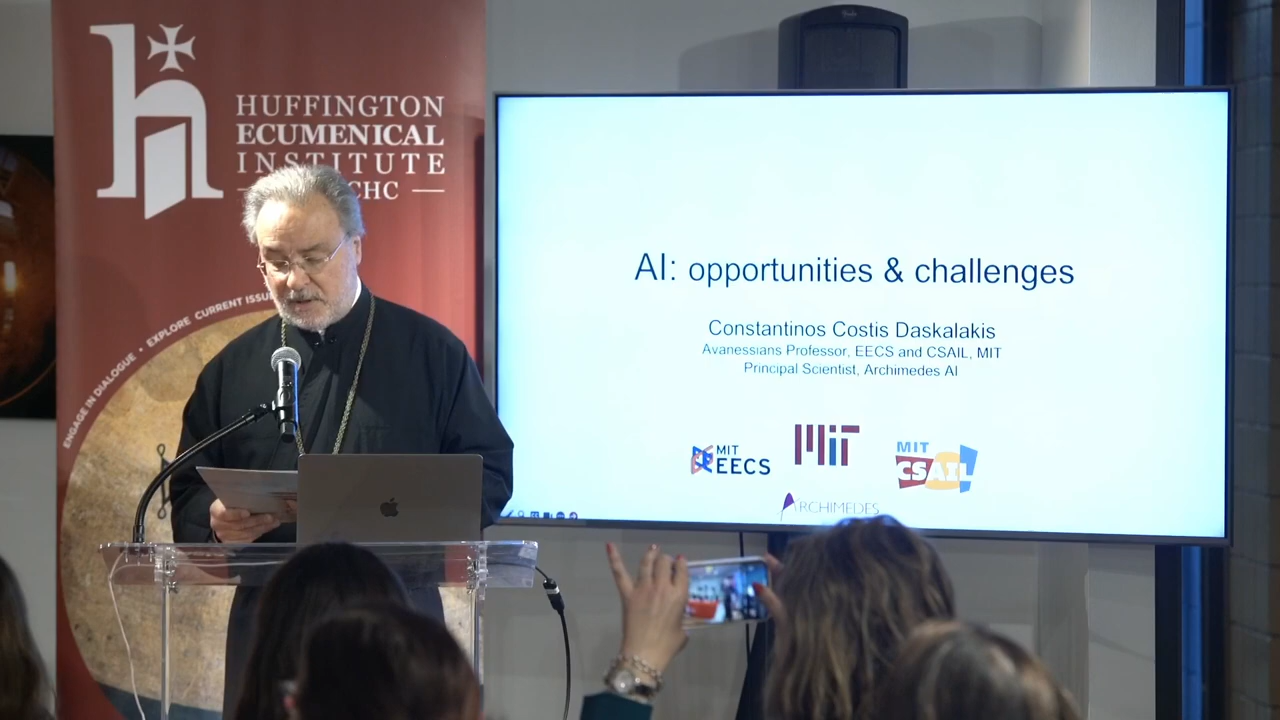 HUFFINGTON
ECUMENICAL
INSTITUTE
CHC
ENGAGE IN DIALOGUE • EXPLORE CURRENT ISSU
AI: opportunities & challenges
Constantinos Costis Daskalakis
Avanessians Professor, EECS and CSAIL, MIT
Principal Scientist, Archimedes AI
MIT
EECS
MIT
MIT
CSAIL
ARCHIMEDES